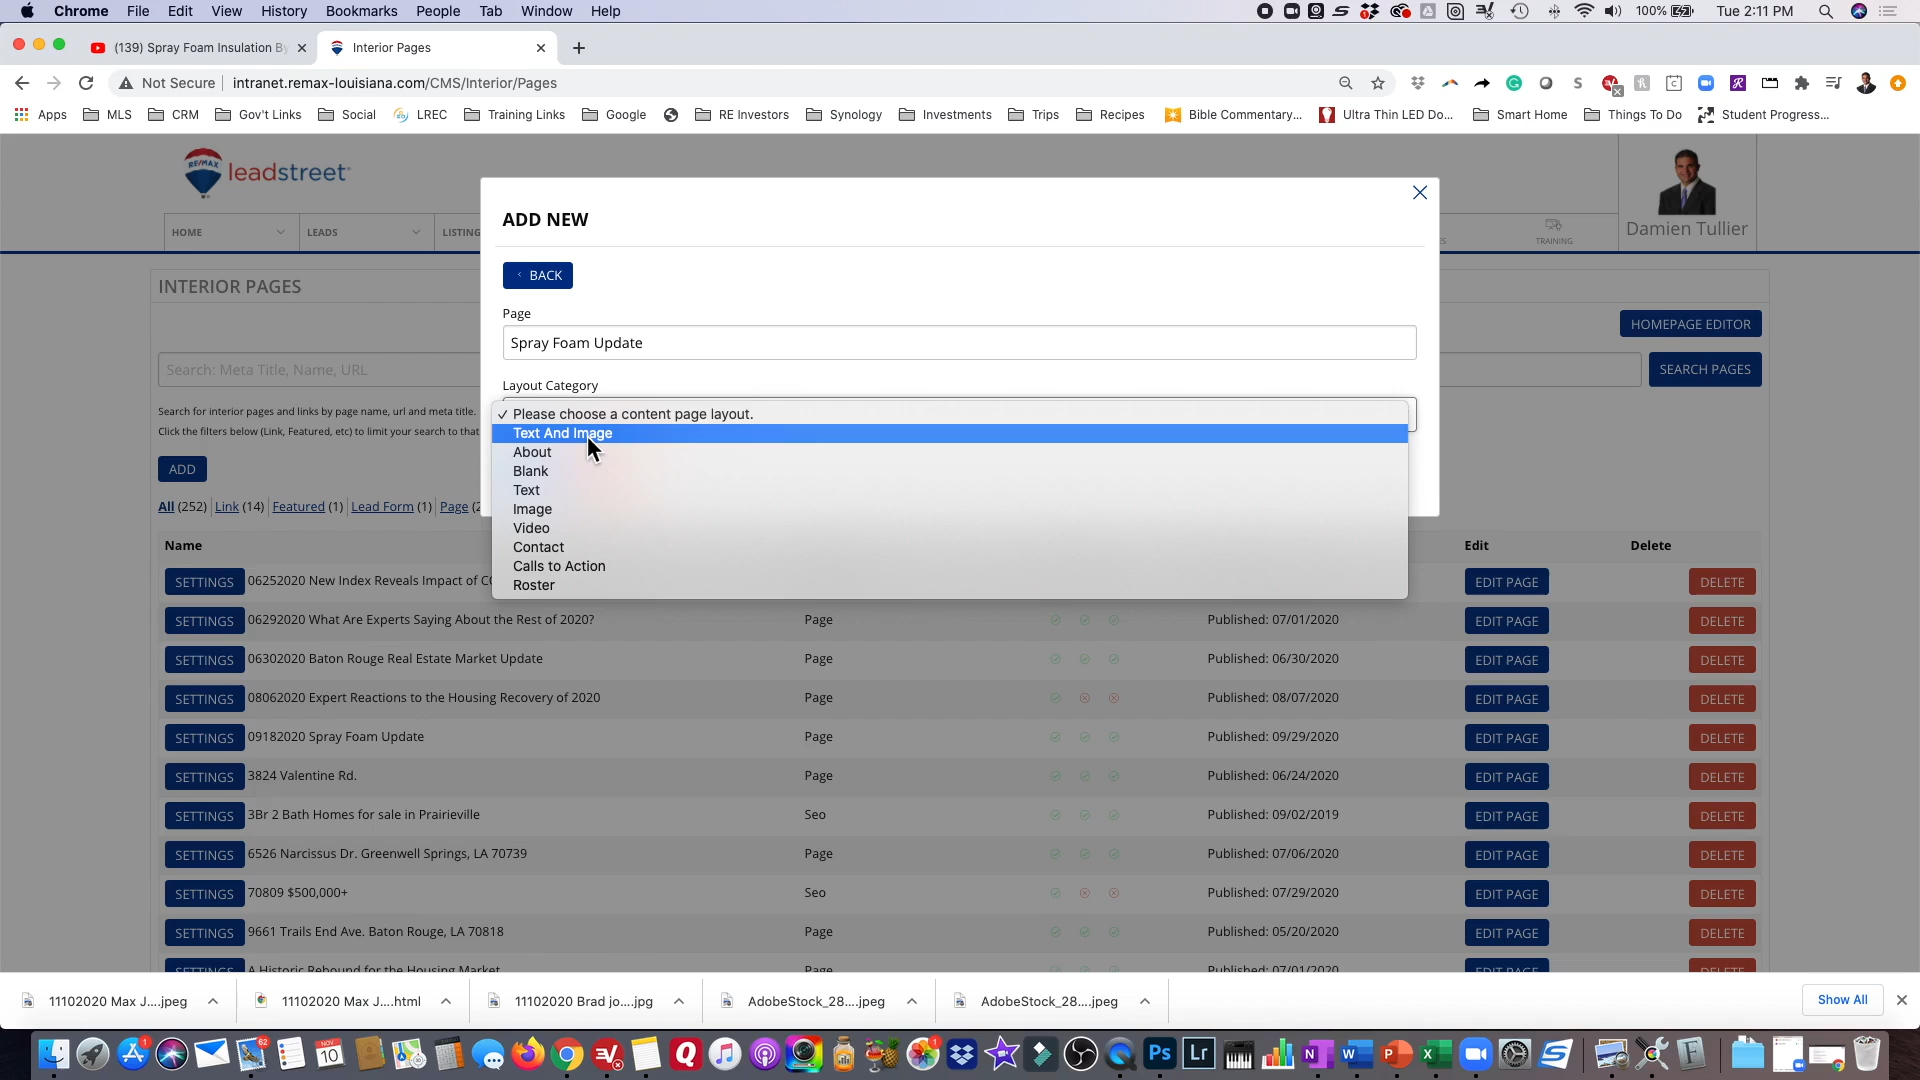 Chrome File Edit View History Bookmarks People Tab Window Help 100% Tue 2:11 PM
(139) Spray Foam Insulation By Interior Pages
Not Secure intranet.remax-louisiana.com/CMS/Interior/Pages
Apps MLS CRM Gov't Links Social LREC Training Links Google RE Investors Synology Investments Trips Recipes Bible Commentary... Ultra Thin LED Do... Smart Home Things To Do Student Progress...
RE/MAX leadstreet
HOME LEADS LISTING TRAINING Damien Tullier
ADD NEW
BACK
Page
Spray Foam Update
Layout Category
Please choose a content page layout.
Text And Image
About
Blank
Text
Image
Video
Contact
Calls to Action
Roster
INTERIOR PAGES
HOMEPAGE EDITOR
Search: Meta Title, Name, URL SEARCH PAGES
Search for interior pages and links by page name, url and meta title.
Click the filters below (Link, Featured, etc) to limit your search to that
ADD
All (252) Link (14) Featured (1) Lead Form (1) Page
Name Edit Delete
SETTINGS 06252020 New Index Reveals Impact of EDIT PAGE DELETE
SETTINGS 06292020 What Are Experts Saying About the Rest of 2020? Page Published: 07/01/2020 EDIT PAGE DELETE
SETTINGS 06302020 Baton Rouge Real Estate Market Update Page Published: 06/30/2020 EDIT PAGE DELETE
SETTINGS 08062020 Expert Reactions to the Housing Recovery of 2020 Page Published: 08/07/2020 EDIT PAGE DELETE
SETTINGS 09182020 Spray Foam Update Page Published: 09/29/2020 EDIT PAGE DELETE
SETTINGS 3824 Valentine Rd. Page Published: 06/24/2020 EDIT PAGE DELETE
SETTINGS 3Br 2 Bath Homes for sale in Prairieville Seo Published: 09/02/2019 EDIT PAGE DELETE
SETTINGS 6526 Narcissus Dr. Greenwell Springs, LA 70739 Page Published: 07/06/2020 EDIT PAGE DELETE
SETTINGS 70809 $500,000+ Seo Published: 07/29/2020 EDIT PAGE DELETE
SETTINGS 9661 Trails End Ave. Baton Rouge, LA 70818 Page Published: 05/20/2020 EDIT PAGE DELETE
SETTINGS A Historic Rebound for the Housing Market Page Published: 07/01/2020 EDIT PAGE DELETE
11102020 Max J....jpeg 11102020 Max J....html 11102020 Brad jo....jpg AdobeStock_28....jpeg AdobeStock_28....jpeg Show All